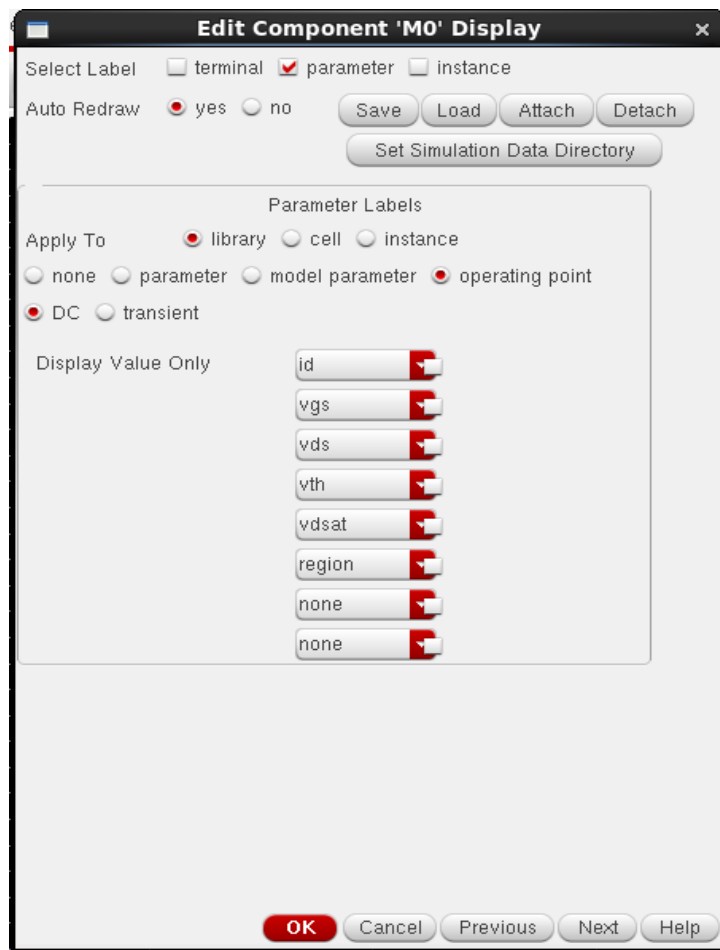 Edit Component 'M0' Display
Select Label terminal parameter instance
Auto Redraw yes no Save Load Attach Detach
Set Simulation Data Directory
Parameter Labels
Apply To library cell instance
none parameter model parameter operating point
DC transient
Display Value Only id
vgs
vds
vth
vdsat
region
none
none
OK Cancel Previous Next Help